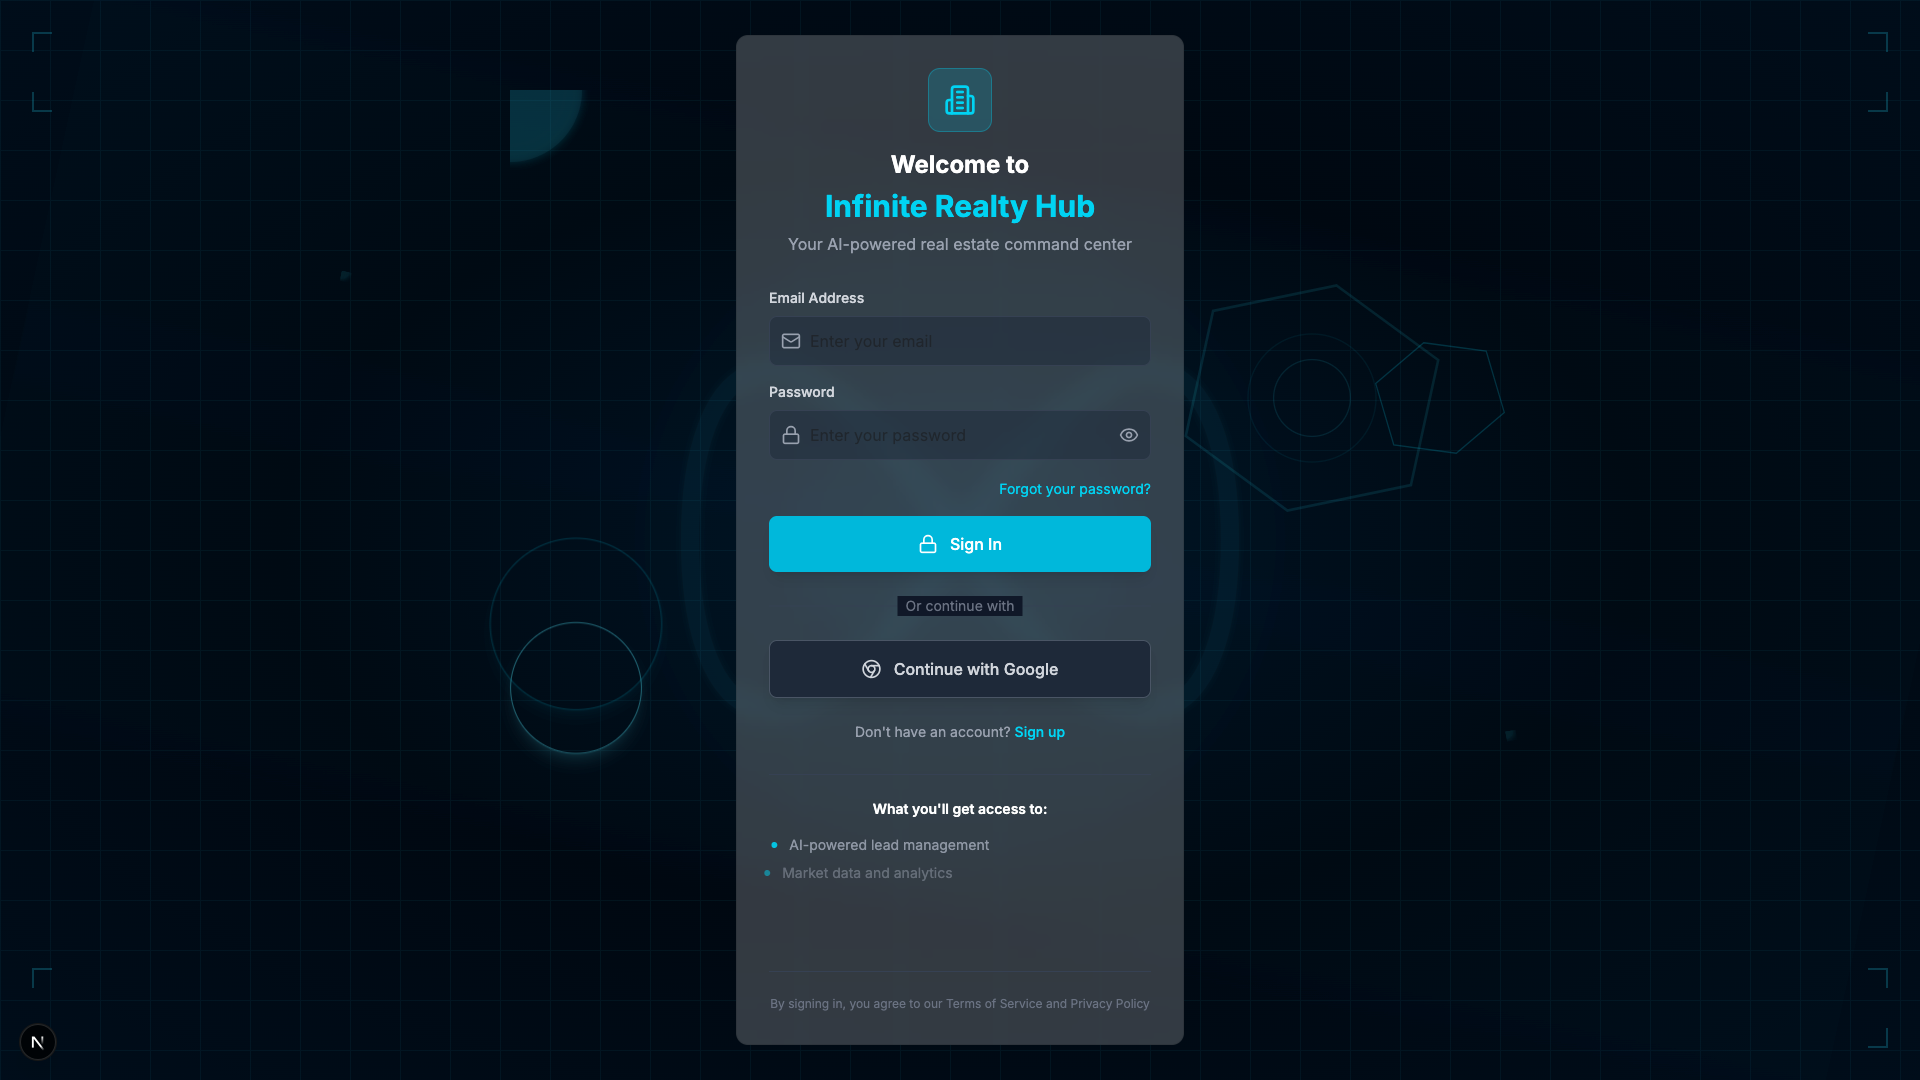 Welcome to
Infinite Realty Hub
Your AI-powered real estate command center
Email Address
Enter your email
Password
Enter your password
Forgot your password?
Sign In
Or continue with
Continue with Google
Don't have an account? Sign up
What you'll get access to:
AI-powered lead management
Market data and analytics
By signing in, you agree to our Terms of Service and Privacy Policy
N